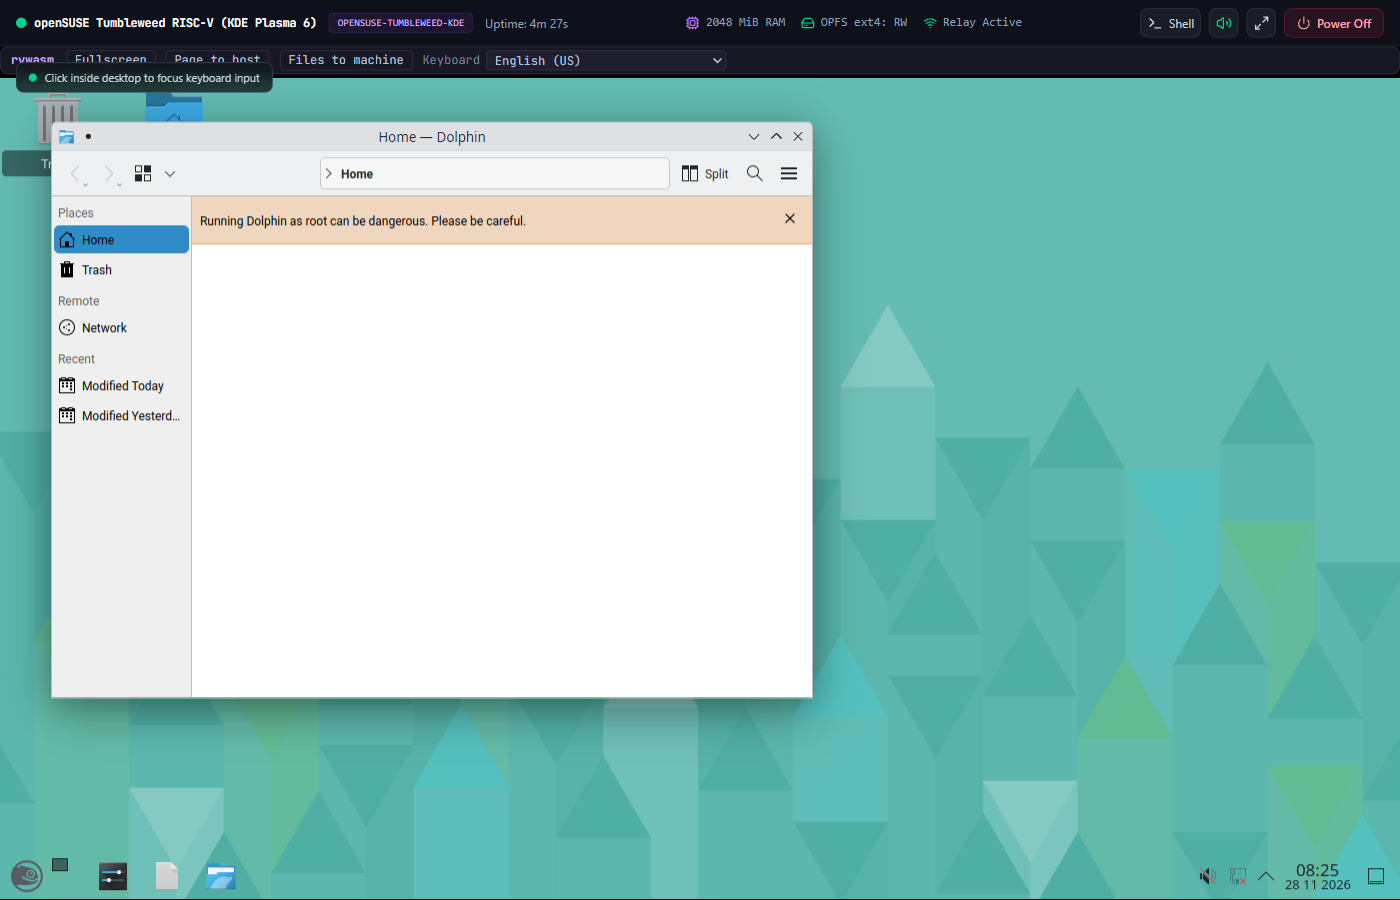 openSUSE Tumbleweed RISC-V (KDE Plasma 6)
OPENSUSE-TUMBLEWEED-KDE
Uptime: 4m 27s
2048 MiB RAM
OPFS ext4: RW
Relay Active
Shell
Power Off
rvwasm
Fullscreen
Page to host
Files to machine
Keyboard
English (US)
Click inside desktop to focus keyboard input
Home — Dolphin
Home
Split
Places
Running Dolphin as root can be dangerous. Please be careful.
Home
Trash
Remote
Network
Recent
Modified Today
Modified Yesterd...
08:25
28 11 2026